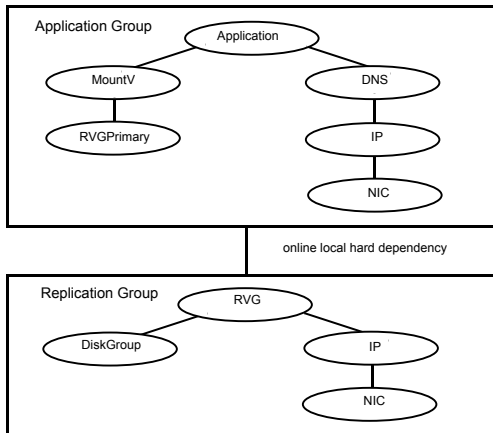 Application Group
Application
MountV
DNS
RVGPrimary
IP
NIC
online local hard dependency
Replication Group
RVG
DiskGroup
IP
NIC